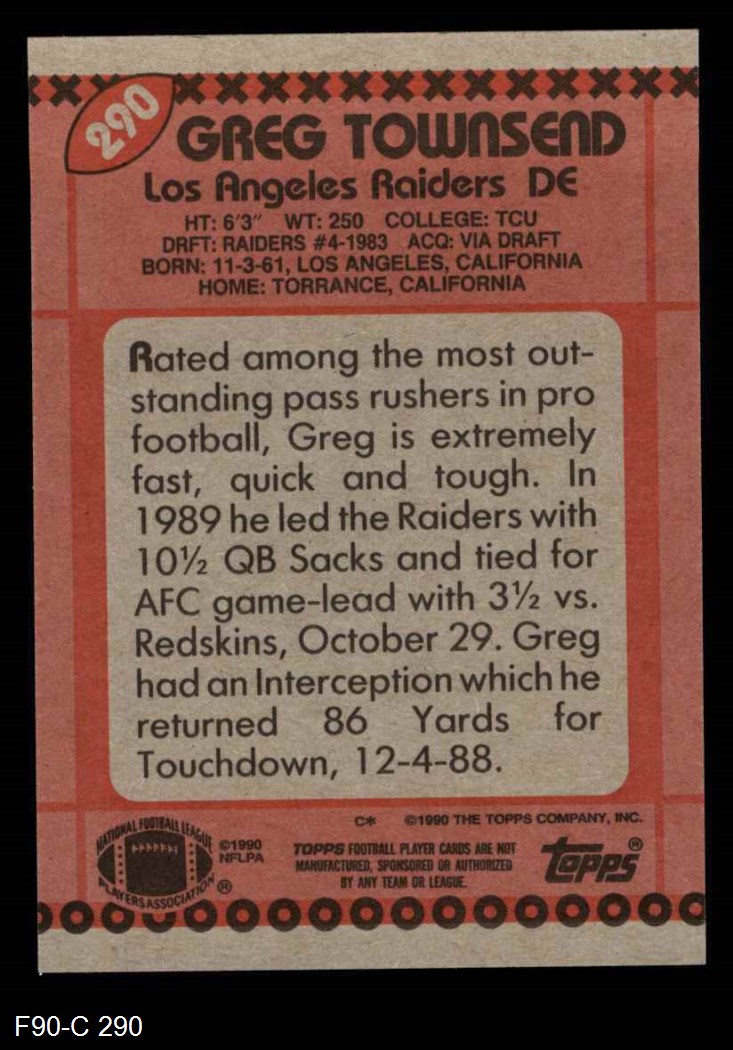 290
GREG TOWNSEND
Los Angeles Raiders DE
HT: 6'3" WT: 250 COLLEGE: TCU
DRFT: RAIDERS #4-1983 ACQ: VIA DRAFT
BORN: 11-3-61, LOS ANGELES, CALIFORNIA
HOME: TORRANCE, CALIFORNIA
Rated among the most out-
standing pass rushers in pro
football, Greg is extremely
fast, quick and tough. In
1989 he led the Raiders with
10½ QB Sacks and tied for
AFC game-lead with 3½ vs.
Redskins, October 29. Greg
had an Interception which he
returned 86 Yards for
Touchdown, 12-4-88.
C* ©1990 THE TOPPS COMPANY, INC.
NATIONAL FOOTBALL LEAGUE
PLAYERS ASSOCIATION ®
©1990
NFLPA
TOPPS FOOTBALL PLAYER CARDS ARE NOT
MANUFACTURED, SPONSORED OR AUTHORIZED
BY ANY TEAM OR LEAGUE.
topps®
F90-C 290